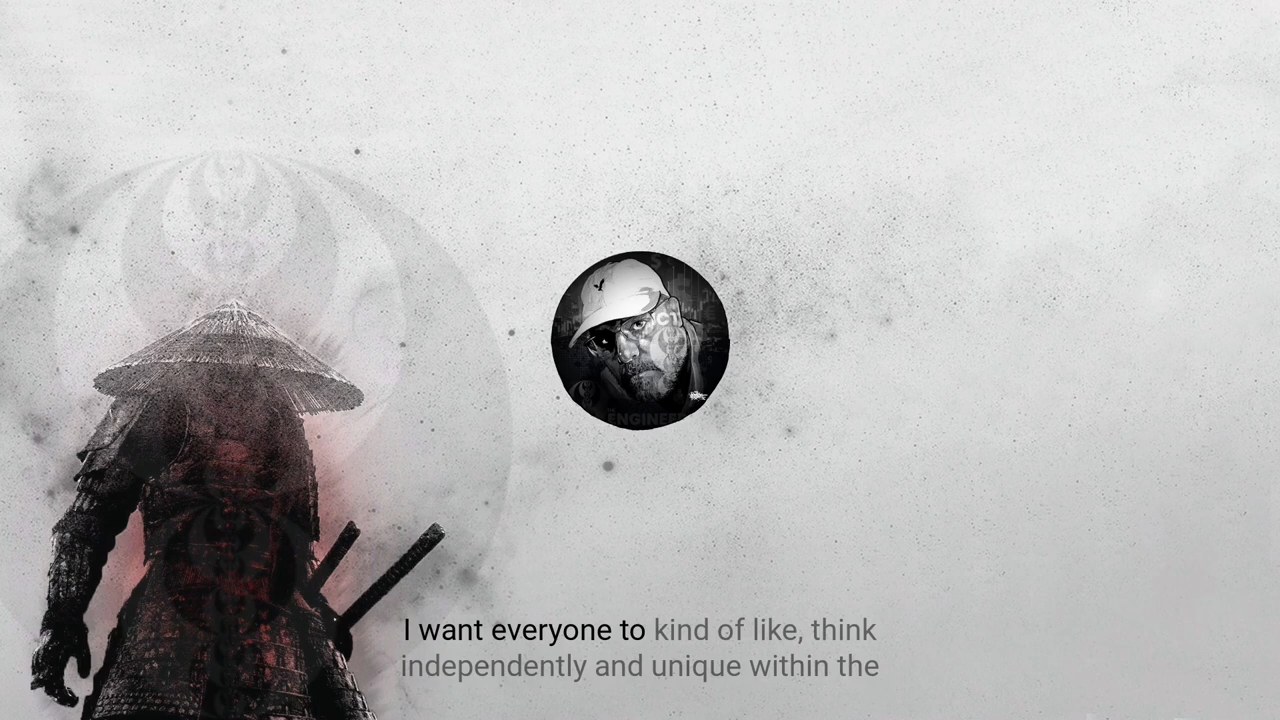 I want everyone to kind of like, think
independently and unique within the